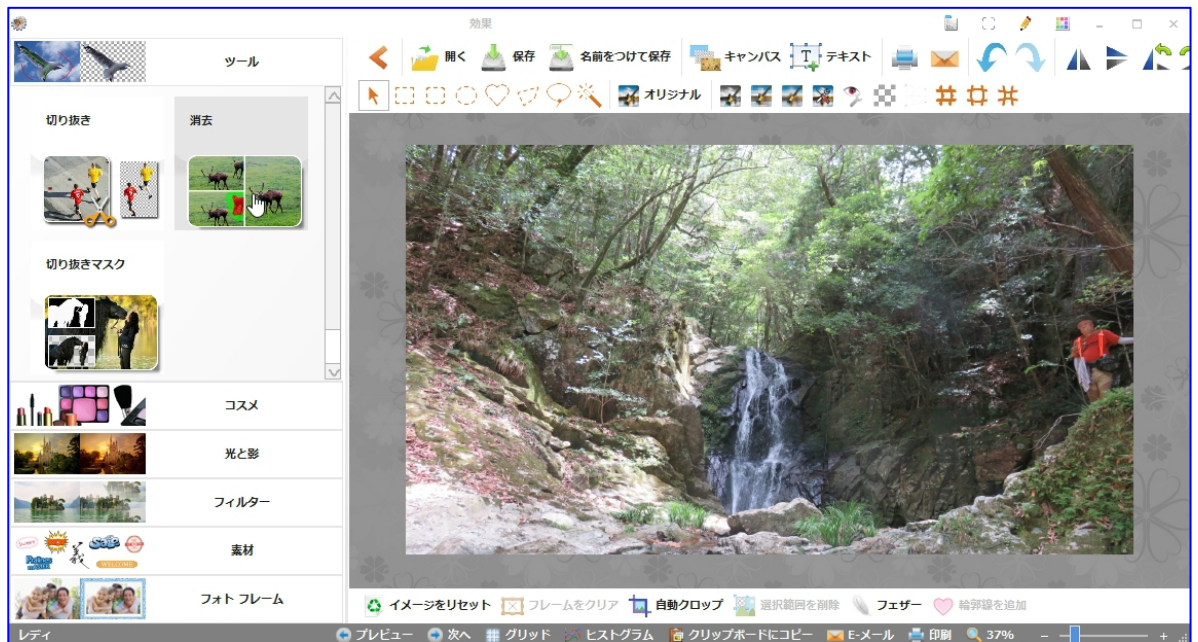 効果
ツール
開く
保存
名前をつけて保存
キャンバス
T
テキスト
オリジナル
切り抜き
消去
切り抜きマスク
コスメ
光と影
フィルター
素材
Sale
WELCOME
フォト フレーム
イメージをリセット
フレームをクリア
自動クロップ
選択範囲を削除
フェザー
輪郭線を追加
レディ
プレビュー
次へ
グリッド
ヒストグラム
クリップボードにコピー
E-メール
印刷
37%